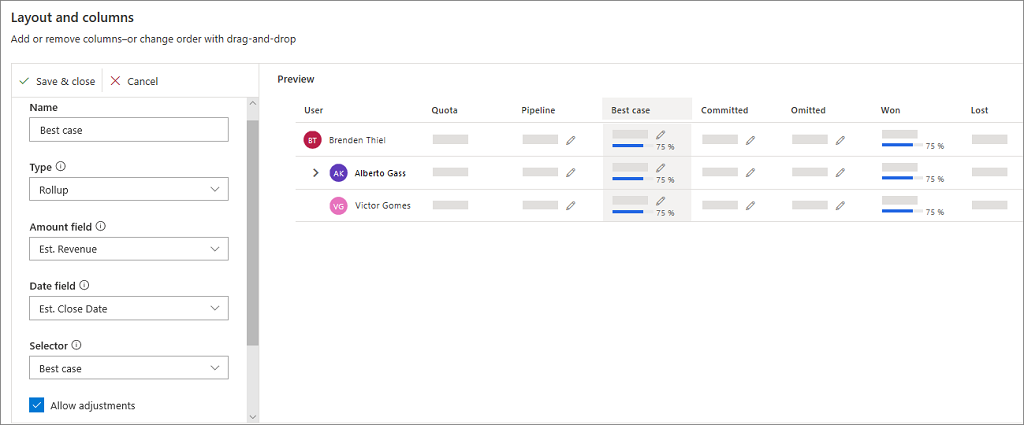 Layout and columns
Add or remove columns–or change order with drag-and-drop
Save & close
Cancel
Name
Best case
Type
Rollup
Amount field
Est. Revenue
Date field
Est. Close Date
Selector
Best case
Allow adjustments
Preview
User Quota Pipeline Best case Committed Omitted Won Lost
BT Brenden Thiel 75 % 75 %
AK Alberto Gass 75 % 75 %
VG Victor Gomes 75 % 75 %